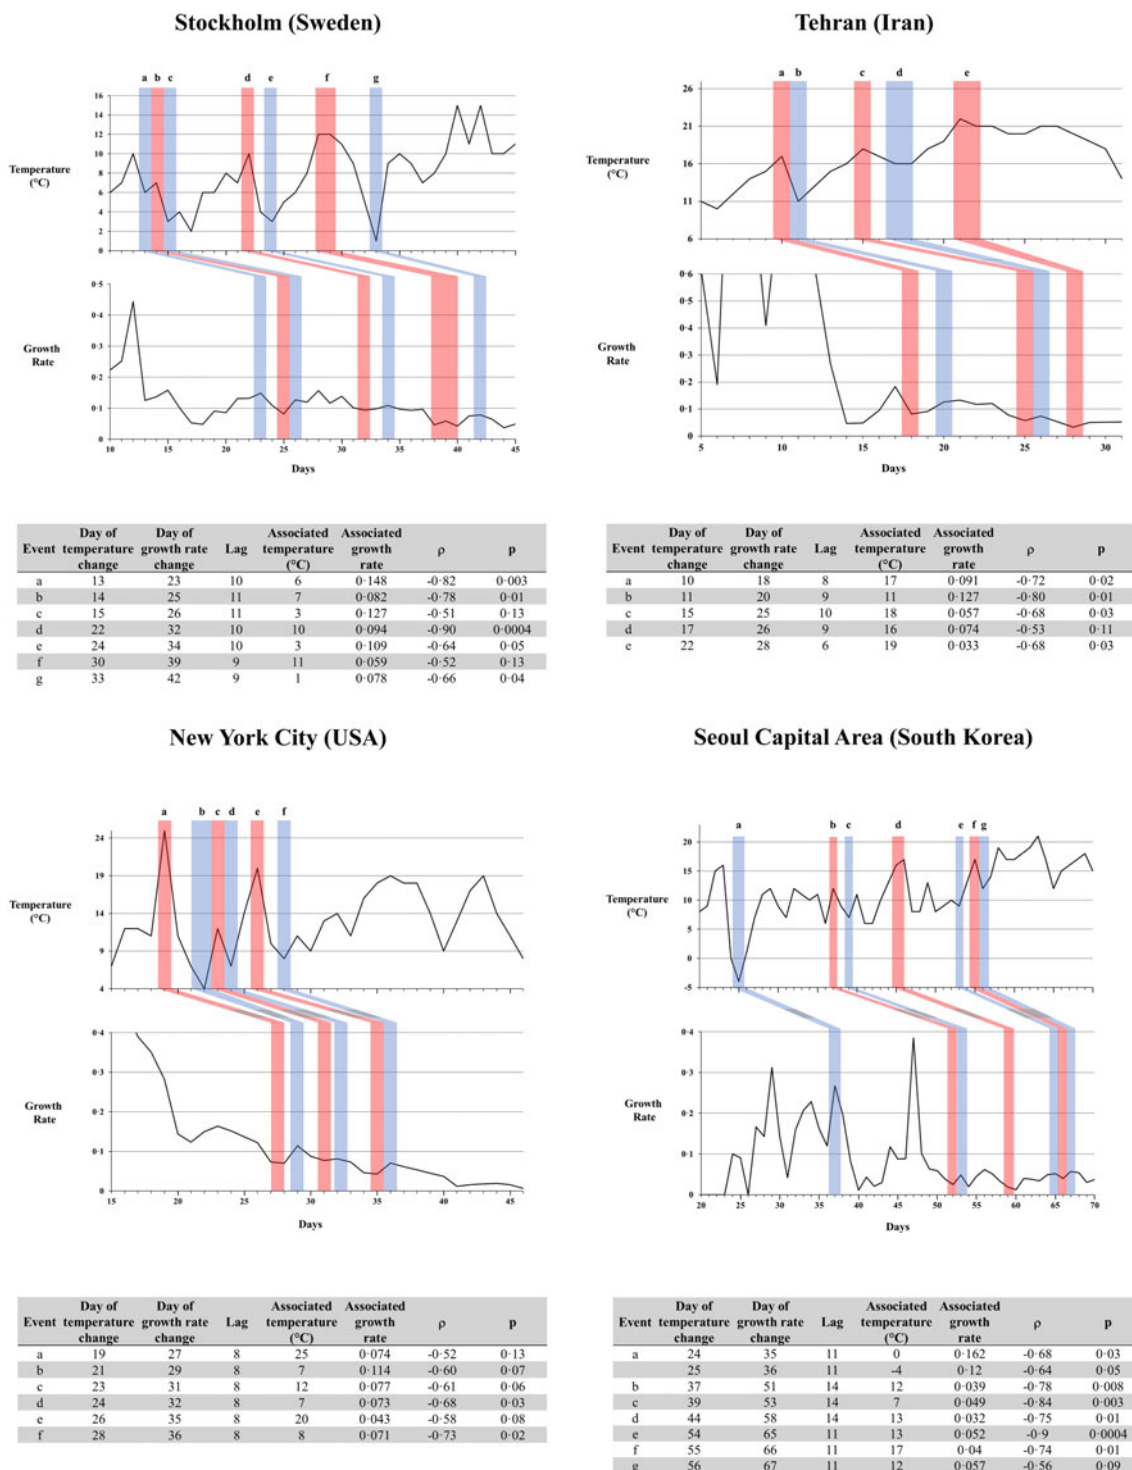 Stockholm (Sweden)
a b c d e f g
16
14
12
10
8
6
4
2
0
Temperature
(°C)
0·5
0·4
0·3
0·2
0·1
0
Growth
Rate
10 15 20 25 30 35 40 45
Days
Event Day of temperature change Day of growth rate change Lag Associated temperature (°C) Associated growth rate ρ p
a 13 23 10 6 0·148 -0·82 0·003
b 14 25 11 7 0·082 -0·78 0·01
c 15 26 11 3 0·127 -0·51 0·13
d 22 32 10 10 0·094 -0·90 0·0004
e 24 34 10 3 0·109 -0·64 0·05
f 30 39 9 11 0·059 -0·52 0·13
g 33 42 9 1 0·078 -0·66 0·04
Tehran (Iran)
a b c d e
26
21
16
11
6
Temperature
(°C)
0·6
0·5
0·4
0·3
0·2
0·1
0
Growth
Rate
5 10 15 20 25 30
Days
Event Day of temperature change Day of growth rate change Lag Associated temperature (°C) Associated growth rate ρ p
a 10 18 8 17 0·091 -0·72 0·02
b 11 20 9 11 0·127 -0·80 0·01
c 15 25 10 18 0·057 -0·68 0·03
d 17 26 9 16 0·074 -0·53 0·11
e 22 28 6 19 0·033 -0·68 0·03
New York City (USA)
a b c d e f
24
19
14
9
4
Temperature
(°C)
0·4
0·3
0·2
0·1
0
Growth
Rate
15 20 25 30 35 40 45
Days
Event Day of temperature change Day of growth rate change Lag Associated temperature (°C) Associated growth rate ρ p
a 19 27 8 25 0·074 -0·52 0·13
b 21 29 8 7 0·114 -0·60 0·07
c 23 31 8 12 0·077 -0·61 0·06
d 24 32 8 7 0·073 -0·68 0·03
e 26 35 8 20 0·043 -0·58 0·08
f 28 36 8 8 0·071 -0·73 0·02
Seoul Capital Area (South Korea)
a b c d e f g
20
15
10
5
0
-5
Temperature
(°C)
0·4
0·3
0·2
0·1
0
Growth
Rate
20 25 30 35 40 45 50 55 60 65 70
Days
Event Day of temperature change Day of growth rate change Lag Associated temperature (°C) Associated growth rate ρ p
a 24 35 11 0 0·162 -0·68 0·03
25 36 11 -4 0·12 -0·64 0·05
b 37 51 14 12 0·039 -0·78 0·008
c 39 53 14 7 0·049 -0·84 0·003
d 44 58 14 13 0·032 -0·75 0·01
e 54 65 11 13 0·052 -0·9 0·0004
f 55 66 11 17 0·04 -0·74 0·01
g 56 67 11 12 0·057 -0·56 0·09